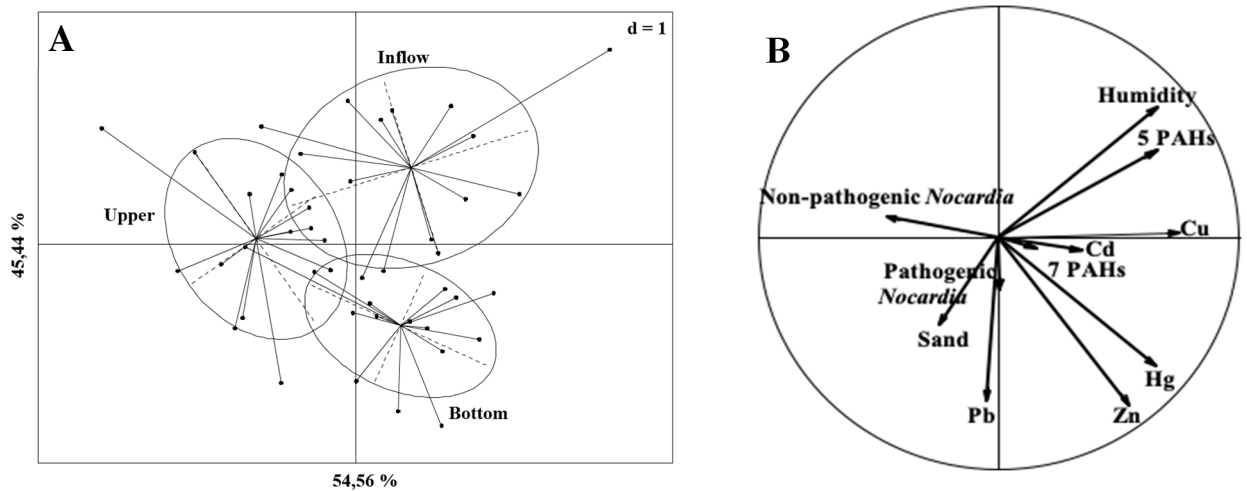 A
d = 1
Inflow
Upper
Bottom
45,44 %
54,56 %
B
Humidity
5 PAHs
Non-pathogenic Nocardia
Cu
Cd
7 PAHs
Pathogenic
Nocardia
Sand
Hg
Pb
Zn